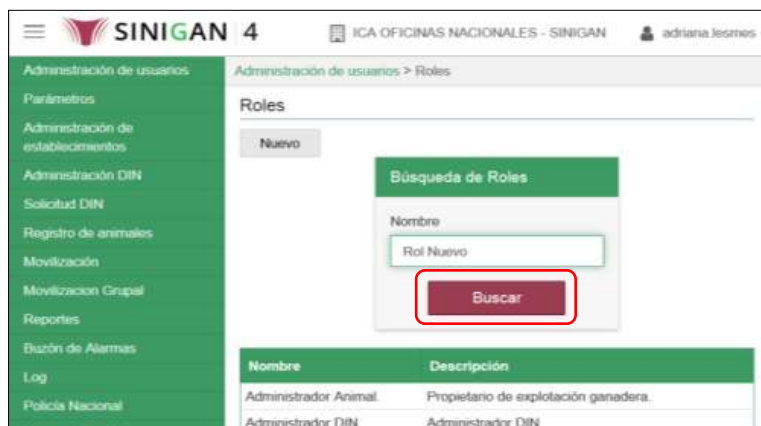 SINIGAN 4
ICA OFICINAS NACIONALES - SINIGAN
adriana.lesmes
Administración de usuarios
Parámetros
Administración de
establecimientos
Administración DIN
Solicitud DIN
Registro de animales
Movilización
Movilizacion Grupal
Reportes
Buzón de Alarmas
Log
Policía Nacional
Administración de usuarios > Roles
Roles
Nuevo
Búsqueda de Roles
Nombre
Rol Nuevo
Buscar
Nombre Descripción
Administrador Animal. Propietario de explotación ganadera.
Administrador DIN Administrador DIN